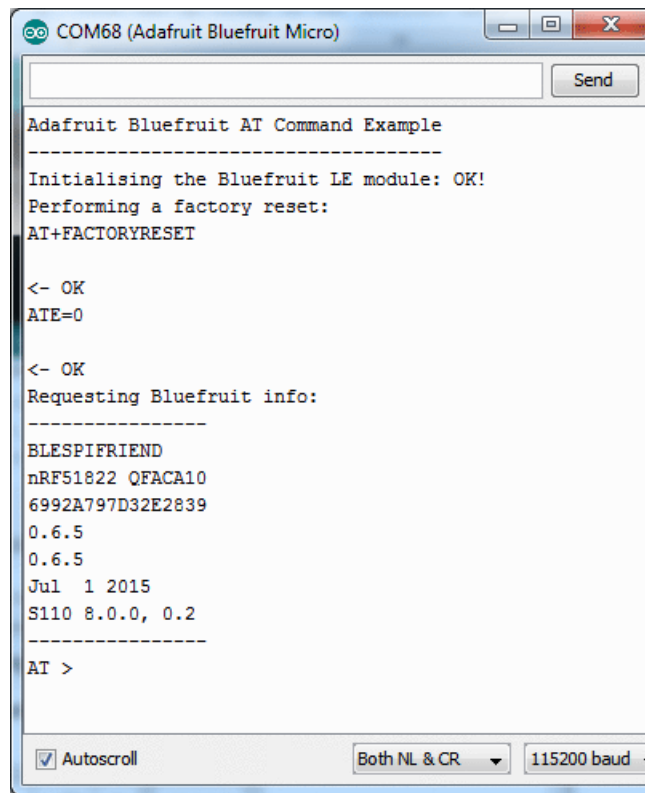 COM68 (Adafruit Bluefruit Micro)
Send
Adafruit Bluefruit AT Command Example
-------------------------------------
Initialising the Bluefruit LE module: OK!
Performing a factory reset:
AT+FACTORYRESET
<- OK
ATE=0
<- OK
Requesting Bluefruit info:
----------------
BLESPIFRIEND
nRF51822 QFACA10
6992A797D32E2839
0.6.5
0.6.5
Jul  1 2015
S110 8.0.0, 0.2
----------------
AT >
Autoscroll
Both NL & CR
115200 baud